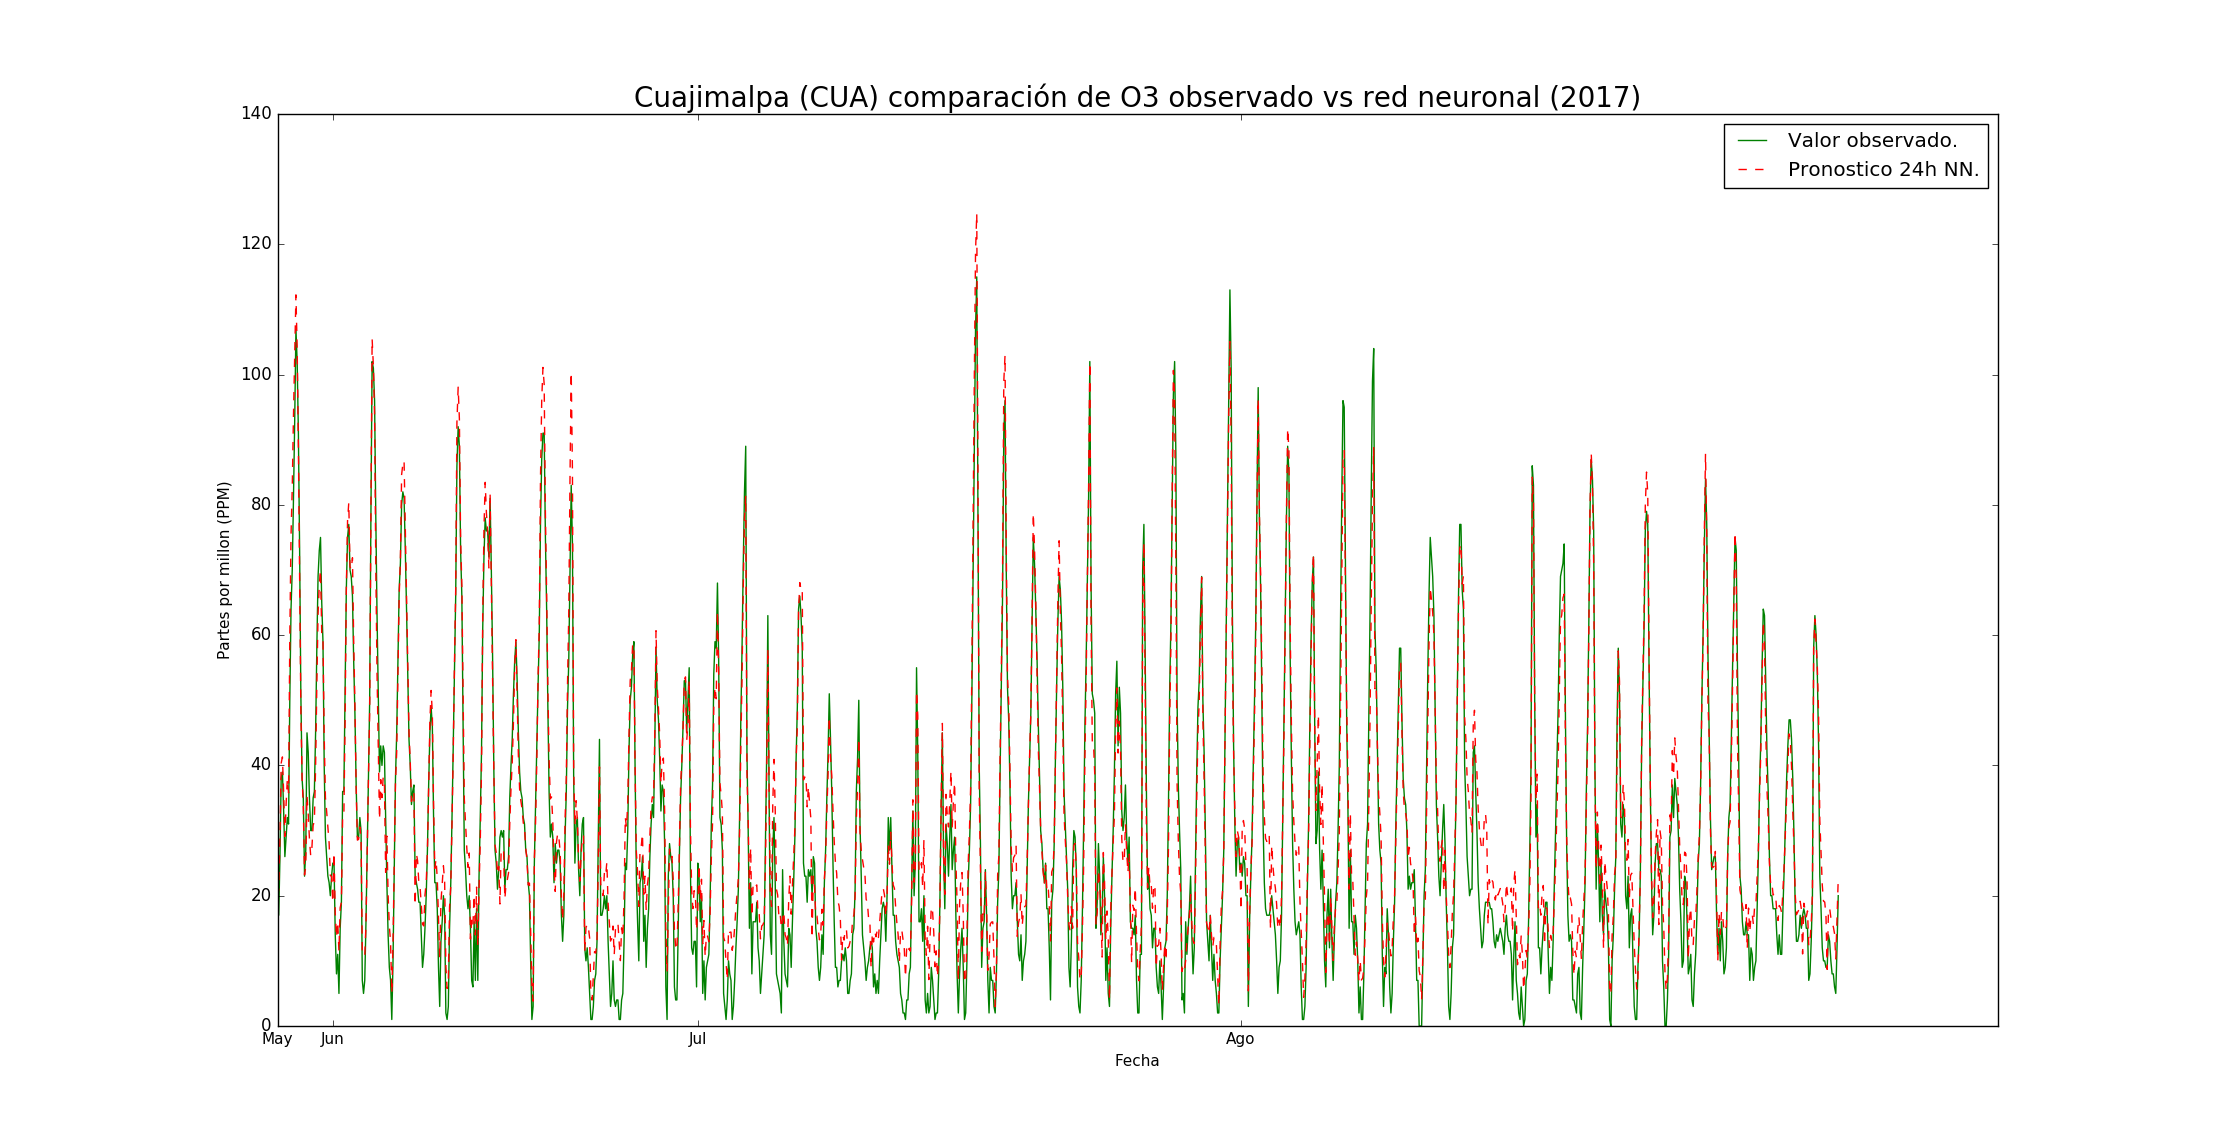 Cuajimalpa (CUA) comparación de O3 observado vs red neuronal (2017)
140
120
100
80
60
40
20
0
Partes por millon (PPM)
Valor observado.
Pronostico 24h NN.
May
Jun
Jul
Ago
Fecha